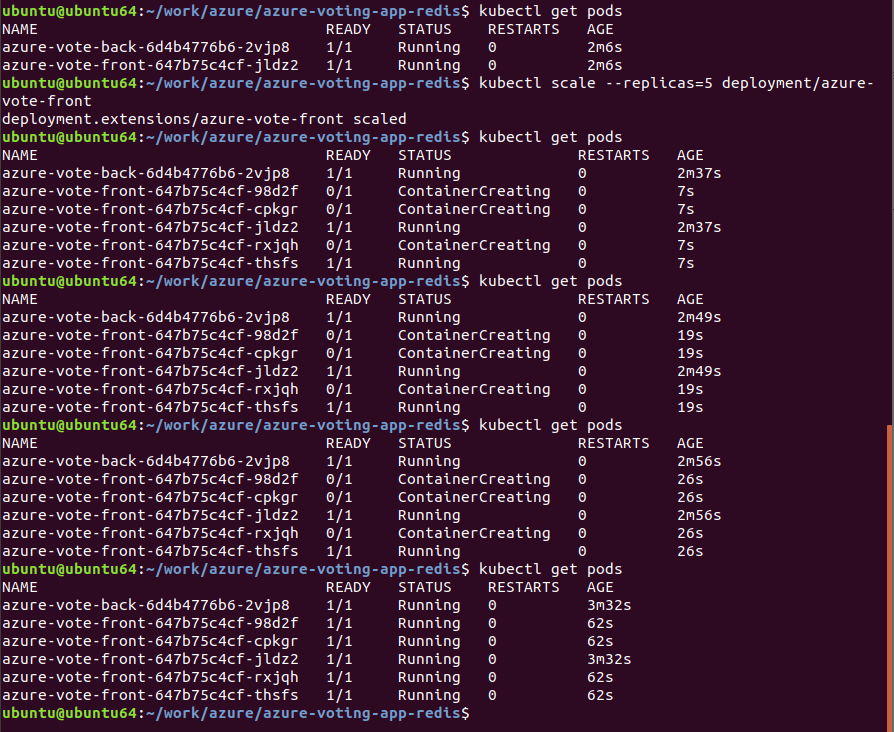 ubuntu@ubuntu64:~/work/azure/azure-voting-app-redis$ kubectl get pods
NAME                                READY   STATUS    RESTARTS   AGE
azure-vote-back-6d4b4776b6-2vjp8    1/1     Running   0          2m6s
azure-vote-front-647b75c4cf-jldz2   1/1     Running   0          2m6s
ubuntu@ubuntu64:~/work/azure/azure-voting-app-redis$ kubectl scale --replicas=5 deployment/azure-
vote-front
deployment.extensions/azure-vote-front scaled
ubuntu@ubuntu64:~/work/azure/azure-voting-app-redis$ kubectl get pods
NAME                                READY   STATUS              RESTARTS   AGE
azure-vote-back-6d4b4776b6-2vjp8    1/1     Running             0          2m37s
azure-vote-front-647b75c4cf-98d2f   0/1     ContainerCreating   0          7s
azure-vote-front-647b75c4cf-cpkgr   0/1     ContainerCreating   0          7s
azure-vote-front-647b75c4cf-jldz2   1/1     Running             0          2m37s
azure-vote-front-647b75c4cf-rxjqh   0/1     ContainerCreating   0          7s
azure-vote-front-647b75c4cf-thsfs   1/1     Running             0          7s
ubuntu@ubuntu64:~/work/azure/azure-voting-app-redis$ kubectl get pods
NAME                                READY   STATUS              RESTARTS   AGE
azure-vote-back-6d4b4776b6-2vjp8    1/1     Running             0          2m49s
azure-vote-front-647b75c4cf-98d2f   0/1     ContainerCreating   0          19s
azure-vote-front-647b75c4cf-cpkgr   0/1     ContainerCreating   0          19s
azure-vote-front-647b75c4cf-jldz2   1/1     Running             0          2m49s
azure-vote-front-647b75c4cf-rxjqh   0/1     ContainerCreating   0          19s
azure-vote-front-647b75c4cf-thsfs   1/1     Running             0          19s
ubuntu@ubuntu64:~/work/azure/azure-voting-app-redis$ kubectl get pods
NAME                                READY   STATUS              RESTARTS   AGE
azure-vote-back-6d4b4776b6-2vjp8    1/1     Running             0          2m56s
azure-vote-front-647b75c4cf-98d2f   0/1     ContainerCreating   0          26s
azure-vote-front-647b75c4cf-cpkgr   0/1     ContainerCreating   0          26s
azure-vote-front-647b75c4cf-jldz2   1/1     Running             0          2m56s
azure-vote-front-647b75c4cf-rxjqh   0/1     ContainerCreating   0          26s
azure-vote-front-647b75c4cf-thsfs   1/1     Running             0          26s
ubuntu@ubuntu64:~/work/azure/azure-voting-app-redis$ kubectl get pods
NAME                                READY   STATUS    RESTARTS   AGE
azure-vote-back-6d4b4776b6-2vjp8    1/1     Running   0          3m32s
azure-vote-front-647b75c4cf-98d2f   1/1     Running   0          62s
azure-vote-front-647b75c4cf-cpkgr   1/1     Running   0          62s
azure-vote-front-647b75c4cf-jldz2   1/1     Running   0          3m32s
azure-vote-front-647b75c4cf-rxjqh   1/1     Running   0          62s
azure-vote-front-647b75c4cf-thsfs   1/1     Running   0          62s
ubuntu@ubuntu64:~/work/azure/azure-voting-app-redis$